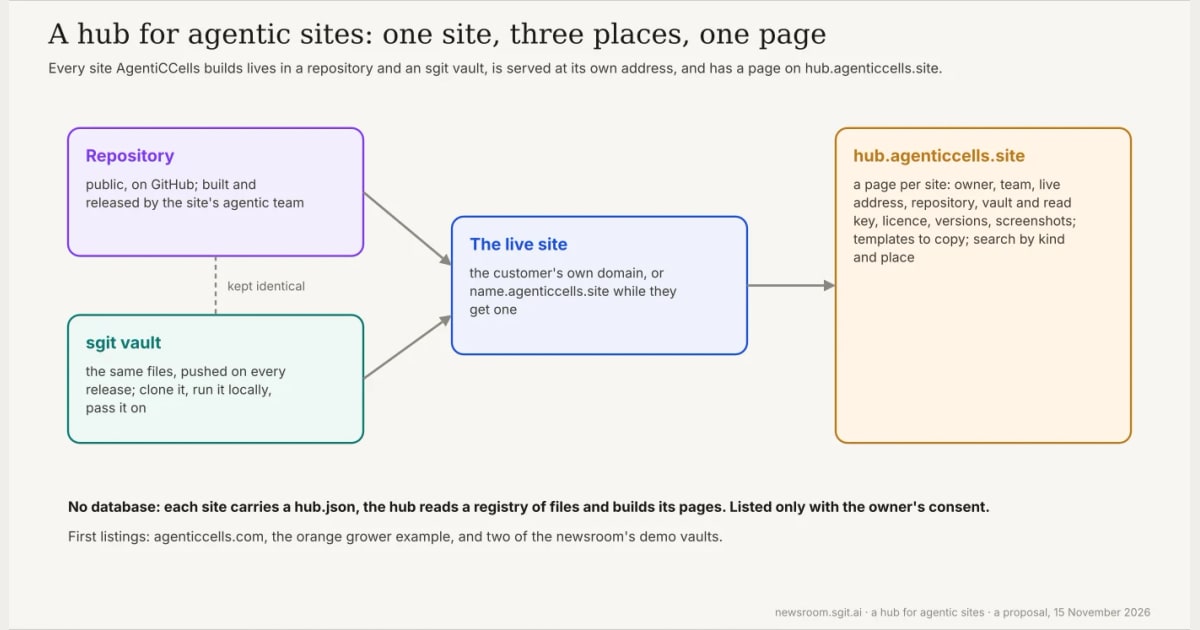 A hub for agentic sites: one site, three places, one page
Every site AgentiCCells builds lives in a repository and an sgit vault, is served at its own address, and has a page on hub.agenticcells.site.
Repository
public, on GitHub; built and
released by the site's agentic team
kept identical
sgit vault
the same files, pushed on every
release; clone it, run it locally,
pass it on
The live site
the customer's own domain, or
name.agenticcells.site while they
get one
hub.agenticcells.site
a page per site: owner, team, live
address, repository, vault and read
key, licence, versions, screenshots;
templates to copy; search by kind
and place
No database: each site carries a hub.json, the hub reads a registry of files and builds its pages. Listed only with the owner's consent.
First listings: agenticcells.com, the orange grower example, and two of the newsroom's demo vaults.
newsroom.sgit.ai · a hub for agentic sites · a proposal, 15 November 2026